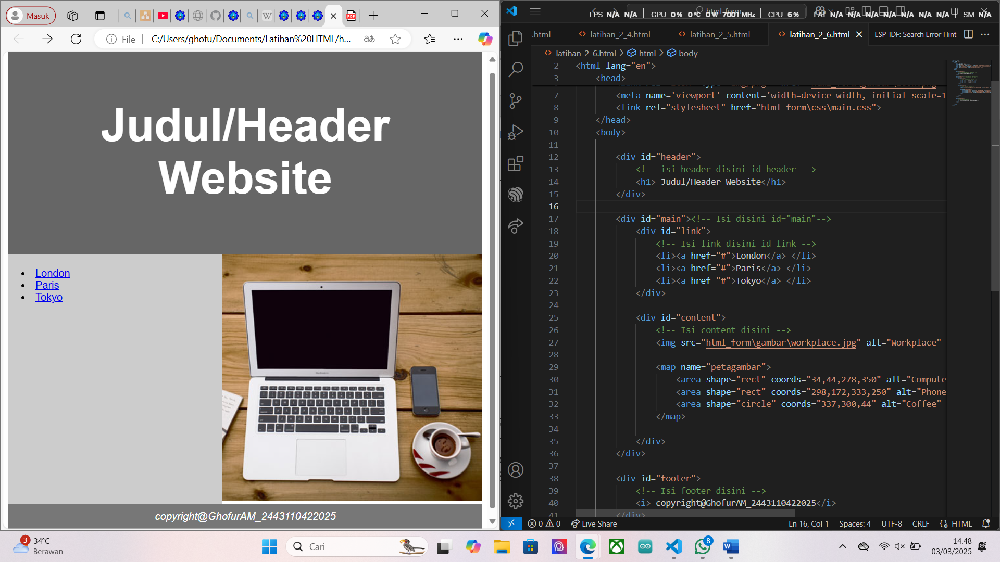 Masuk
File
C:/Users/ghofu/Documents/Latihan%20HTML/h...
Judul/Header
Website
London
Paris
Tokyo
copyright@GhofurAM_2443110422025
html_form
FPS N/A N/A GPU 0% 0°C 0W 7001 MHz CPU 6% LAT N/A N/A N/A N/A N/A N/A N/A SM N/A
.html
latihan_2_4.html
latihan_2_5.html
latihan_2_6.html
ESP-IDF: Search Error Hint
latihan_2_6.html > html > body
2 <html lang="en">
3 <head>
7 <meta name='viewport' content='width=device-width, initial-scale=1
8 <link rel="stylesheet" href="html_form\css\main.css">
9 </head>
10 <body>
11
12 <div id="header">
13 <!-- isi header disini id header -->
14 <h1> Judul/Header Website</h1>
15 </div>
16
17 <div id="main"><!-- Isi disini id="main"-->
18 <div id="link">
19 <!-- Isi link disini id link -->
20 <li><a href="#">London</a> </li>
21 <li><a href="#">Paris</a> </li>
22 <li><a href="#">Tokyo</a> </li>
23 </div>
24
25 <div id="content">
26 <!-- Isi content disini -->
27 <img src="html_form\gambar\workplace.jpg" alt="Workplace"
28
29 <map name="petagambar">
30 <area shape="rect" coords="34,44,278,350" alt="Compute
31 <area shape="rect" coords="298,172,333,250" alt="Phone
32 <area shape="circle" coords="337,300,44" alt="Coffee"
33 </map>
34
35 </div>
36 </div>
37
38 <div id="footer">
39 <!-- Isi footer disini -->
40 <i> copyright@GhofurAM_2443110422025</i>
41 </div>
0 0 Live Share
Ln 16, Col 1 Spaces: 4 UTF-8 CRLF HTML
3
34°C
Berawan
Cari
8
14.48
03/03/2025